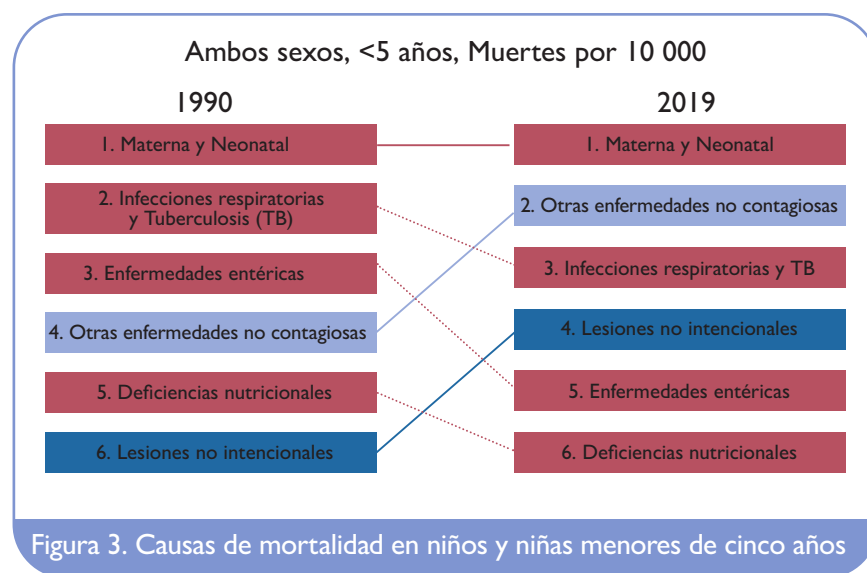 Ambos sexos, <5 años, Muertes por 10 000
1990
2019
1. Materna y Neonatal
2. Infecciones respiratorias
y Tuberculosis (TB)
3. Enfermedades entéricas
4. Otras enfermedades no contagiosas
5. Deficiencias nutricionales
6. Lesiones no intencionales
1. Materna y Neonatal
2. Otras enfermedades no contagiosas
3. Infecciones respiratorias y TB
4. Lesiones no intencionales
5. Enfermedades entéricas
6. Deficiencias nutricionales
Figura 3. Causas de mortalidad en niños y niñas menores de cinco años